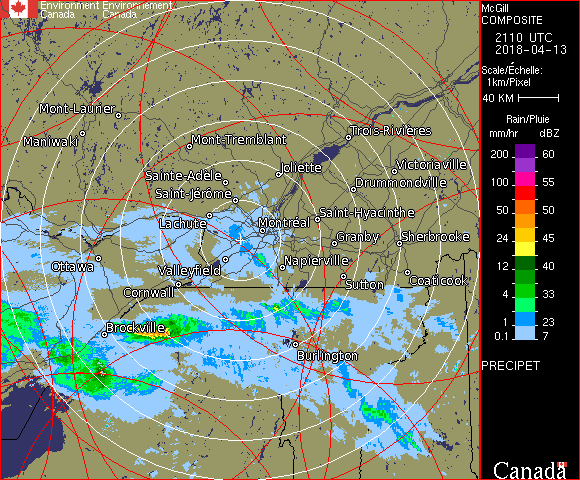 Environment Environnement
Canada Canada
McGill
COMPOSITE
2110 UTC
2018-04-13
Scale/Échelle:
1km/Pixel
40 KM
Rain/Pluie
mm/hr dBZ
200 60
100 55
50 50
24 45
12 40
4 33
1 23
0.1 7
PRECIPET
Canada
Mont-Laurier
Maniwaki
Mont-Tremblant
Trois-Rivières
Joliette
Victoriaville
Sainte-Adèle
Drummondville
Saint-Jérôme
Lachute
Montréal
Saint-Hyacinthe
Granby
Sherbrooke
Ottawa
Valleyfield
Napierville
Cornwall
Sutton
Coaticook
Brockville
Burlington